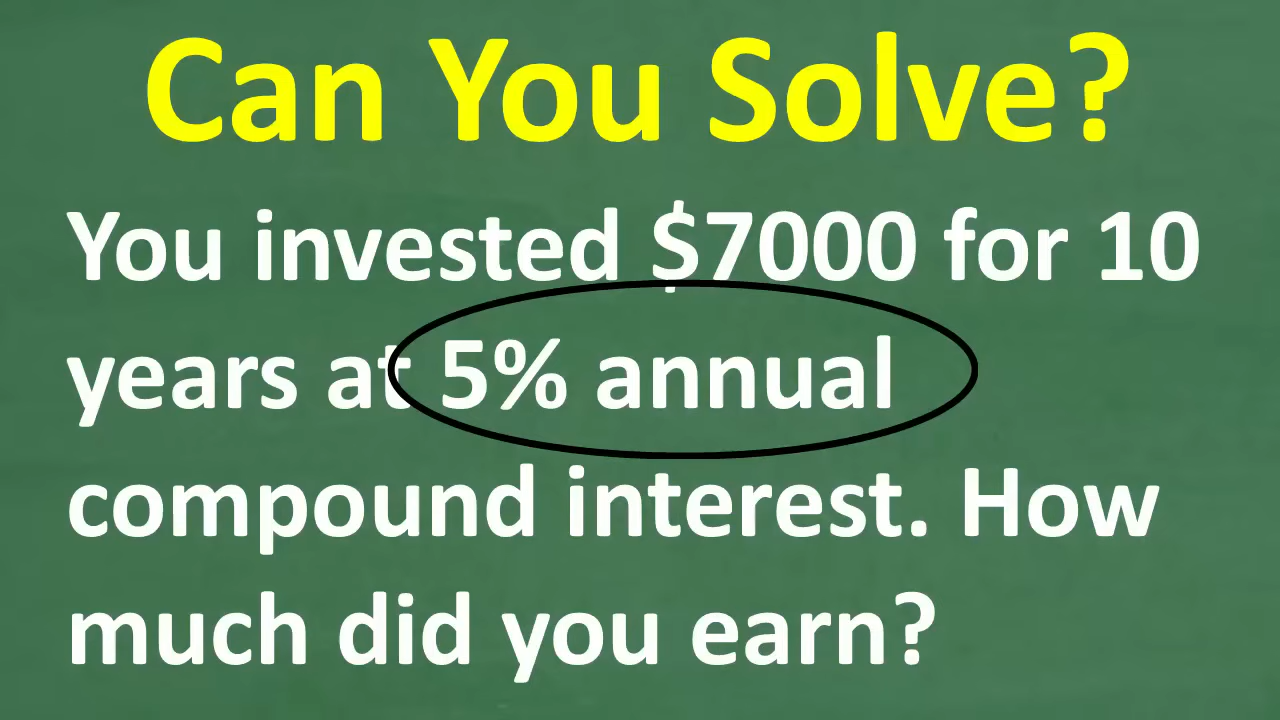 Can You Solve?
You invested $7000 for 10
years at 5% annual
compound interest. How
much did you earn?